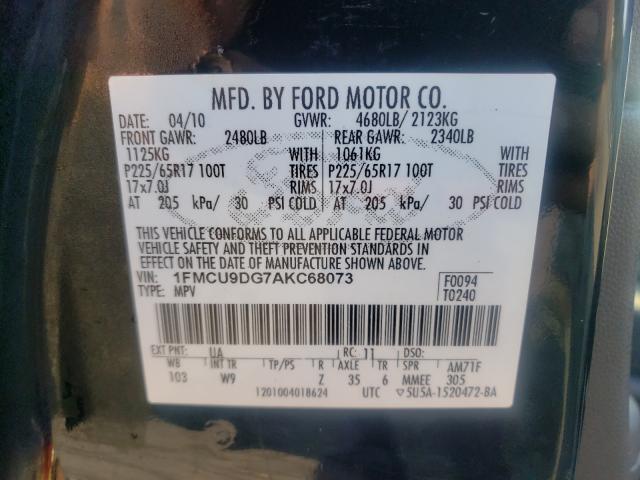 MFD. BY FORD MOTOR CO.
DATE: 04/10 GVWR: 4680LB/ 2123KG
FRONT GAWR: 2480LB REAR GAWR: 2340LB
1125KG WITH 1061KG WITH
P225/65R17 100T TIRES P225/65R17 100T TIRES
17x7.0J RIMS 17x7.0J RIMS
AT 205 kPa/ 30 PSI COLD AT 205 kPa/ 30 PSI COLD
THIS VEHICLE CONFORMS TO ALL APPLICABLE FEDERAL MOTOR
VEHICLE SAFETY AND THEFT PREVENTION STANDARDS IN
EFFECT ON THE DATE OF MANUFACTURE SHOWN ABOVE.
VIN: 1FMCU9DG7AKC68073 F0094
TYPE: MPV T0240
EXT PNT: UA RC: 11 DSO:
WB INT TR TP/PS R AXLE TR SPR AM71F
103 W9 Z 35 6 MMEE 305
1201004018624 UTC ▽5U5A-1520472-BA